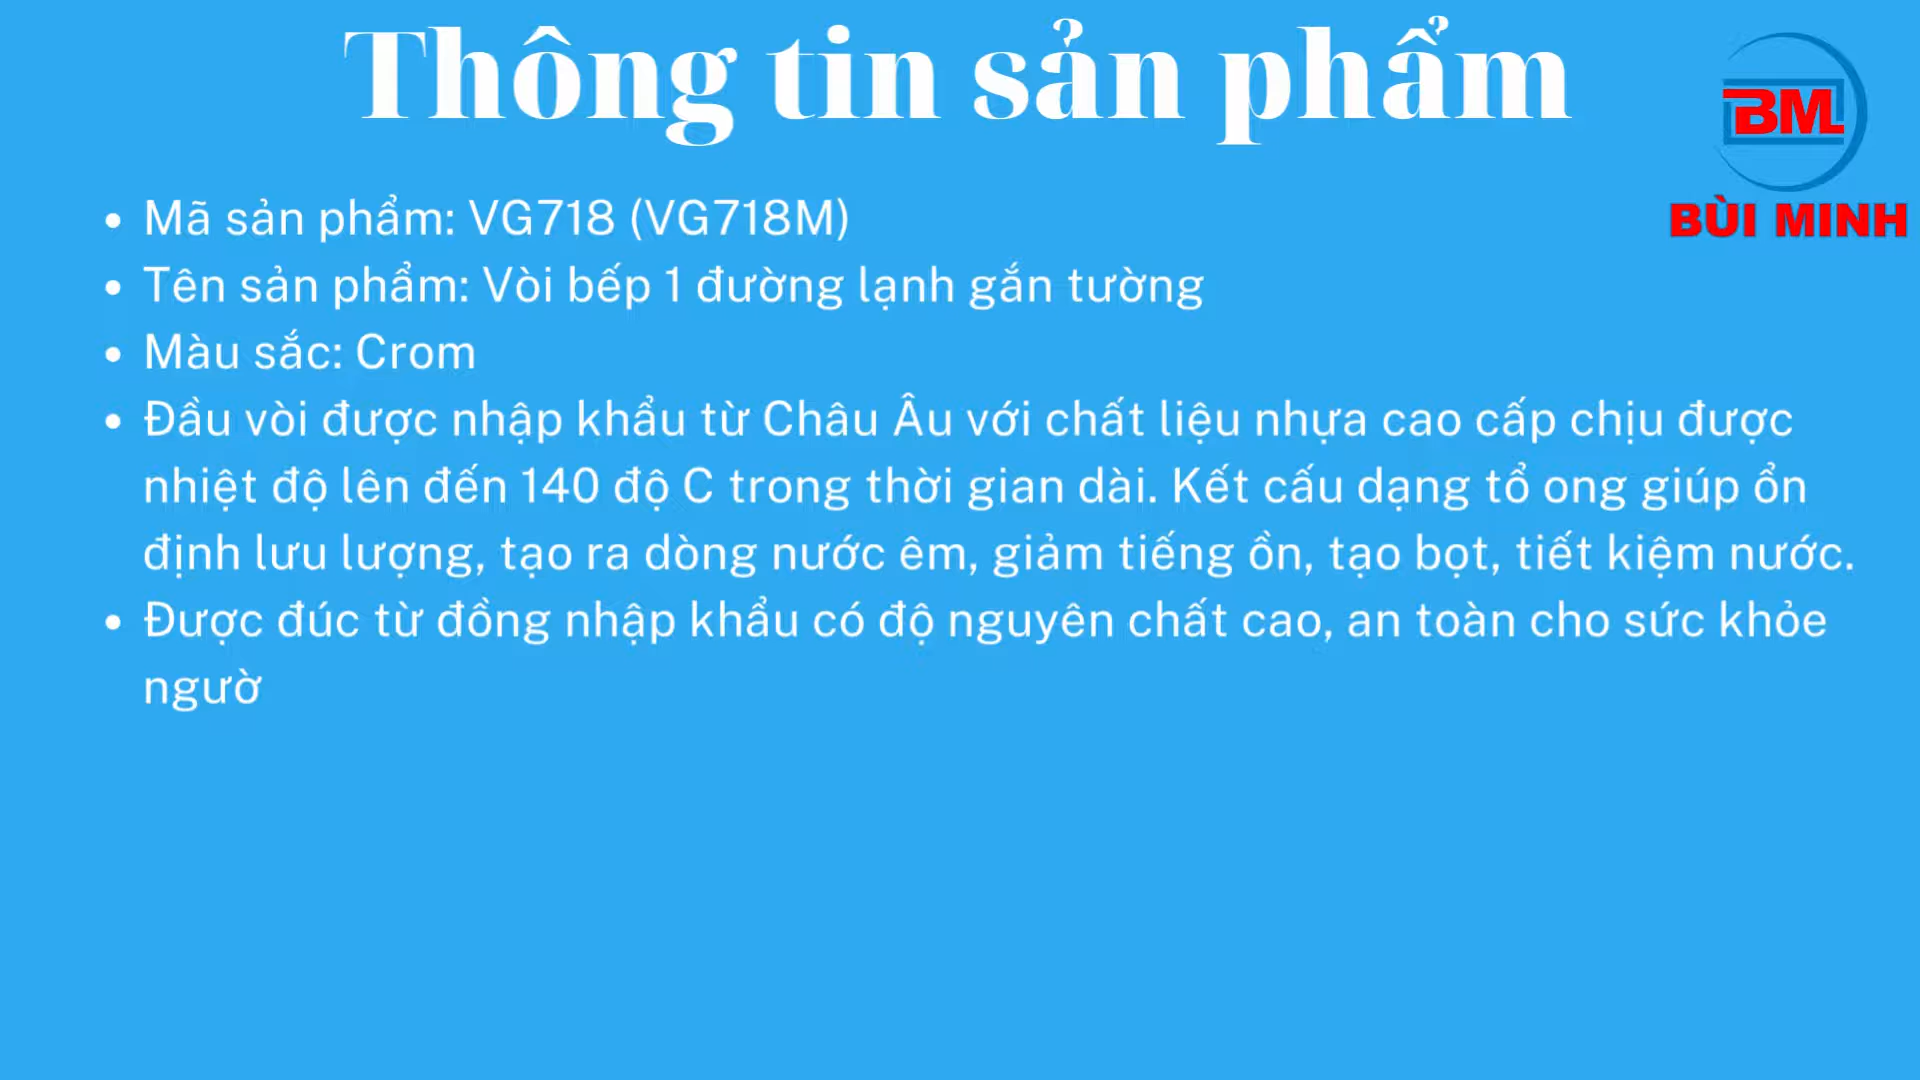 Thông tin sản phẩm
BM
BÙI MINH
• Mã sản phẩm: VG718 (VG718M)
• Tên sản phẩm: Vòi bếp 1 đường lạnh gắn tường
• Màu sắc: Crom
• Đầu vòi được nhập khẩu từ Châu Âu với chất liệu nhựa cao cấp chịu được
nhiệt độ lên đến 140 độ C trong thời gian dài. Kết cấu dạng tổ ong giúp ổn
định lưu lượng, tạo ra dòng nước êm, giảm tiếng ồn, tạo bọt, tiết kiệm nước.
• Được đúc từ đồng nhập khẩu có độ nguyên chất cao, an toàn cho sức khỏe
ngườ